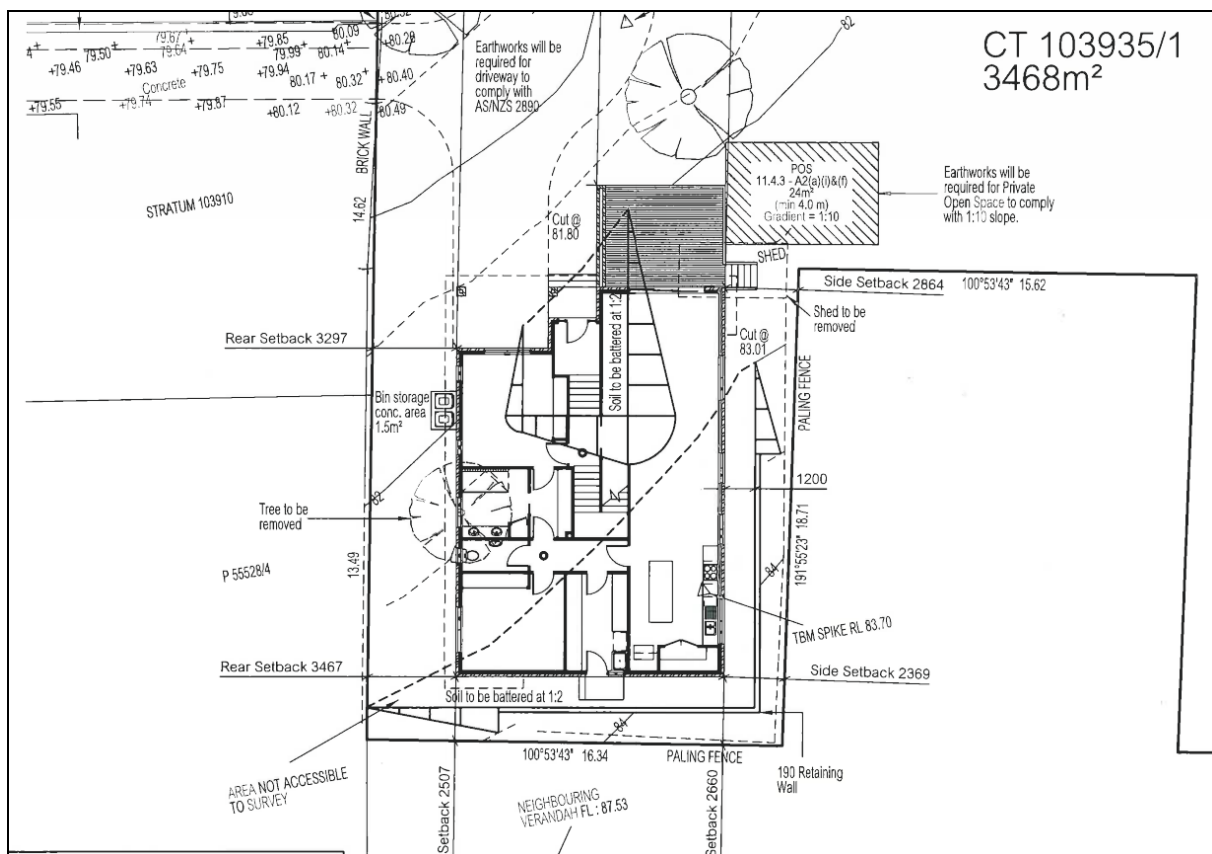 80.09
79.85
79.99
80.14
+80.28
79.50
+79.46
+79.63
+79.75
+79.94
80.17 +
80.32 +
+ 80.40
Concrete
+79.55
+79.74
+79.87
+80.12
+80.32
+80.49
Earthworks will be
required for
driveway to
comply with
AS/NZS 2890
82
CT 103935/1
3468m²
BRICK WALL
14.62
STRATUM 103910
POS
11.4.3 - A2(a)(i)&(f)
24m²
(min 4.0 m)
Gradient = 1:10
Earthworks will be
required for Private
Open Space to comply
with 1:10 slope.
Cut @
81.80
SHED
Side Setback 2864
100°53'43" 15.62
Shed to be
removed
Rear Setback 3297
Cut @
83.01
Soil to be battered at 1:2
PALING FENCE
Bin storage
conc. area
1.5m²
82
1200
Tree to be
removed
191°55'23" 18.71
13.49
P 55528/4
84
TBM SPIKE RL 83.70
Rear Setback 3467
Side Setback 2369
Soil to be battered at 1:2
84
100°53'43" 16.34
PALING FENCE
190 Retaining
Wall
AREA NOT ACCESSIBLE
TO SURVEY
NEIGHBOURING
VERANDAH FL : 87.53
Setback 2507
Setback 2660